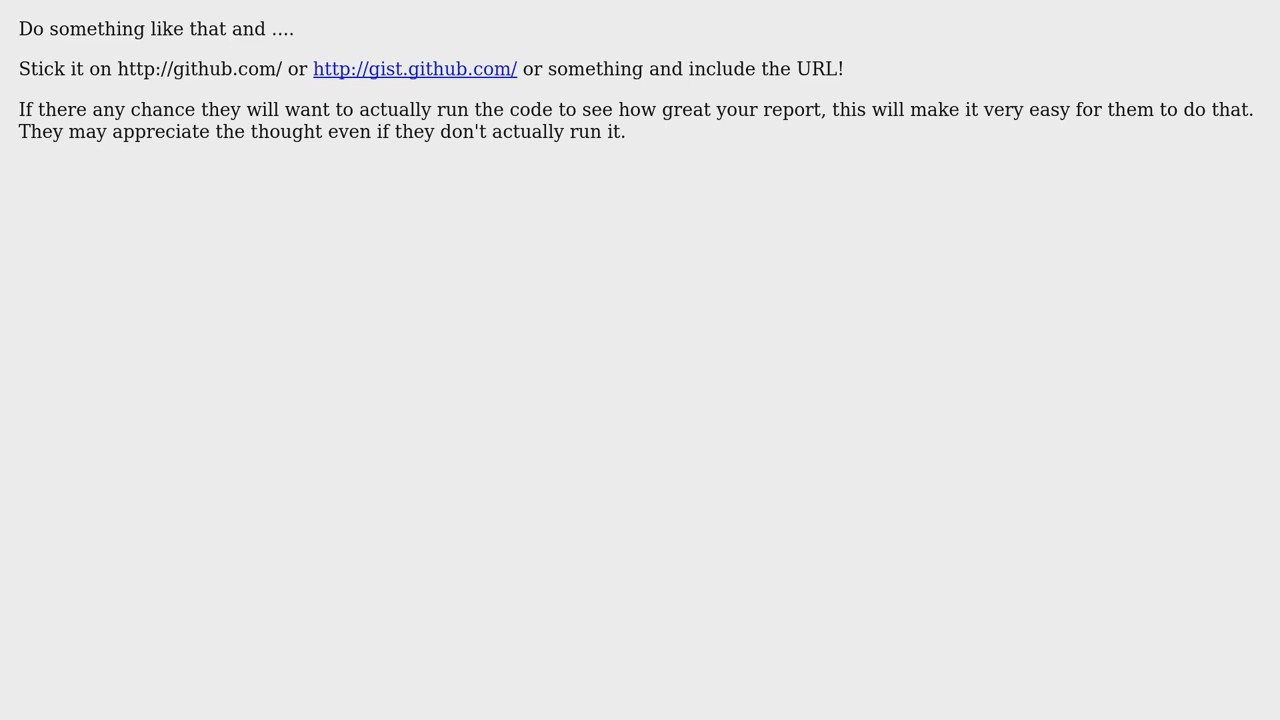 Do something like that and ....
Stick it on http://github.com/ or http://gist.github.com/ or something and include the URL!
If there any chance they will want to actually run the code to see how great your report, this will make it very easy for them to do that.
They may appreciate the thought even if they don't actually run it.